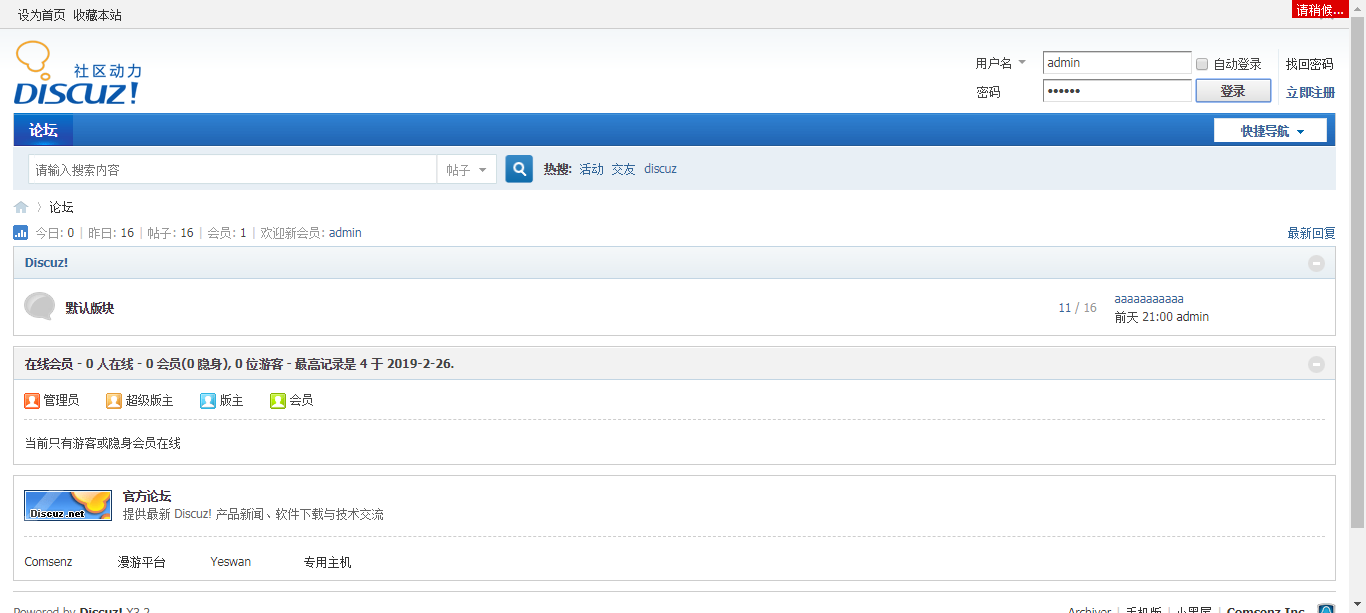 设为首页 收藏本站
请稍候...
社区动力
DISCUZ!
用户名 admin 自动登录 找回密码
密码 •••••• 登录 立即注册
论坛 快捷导航
请输入搜索内容 帖子 热搜: 活动 交友 discuz
论坛
今日: 0 | 昨日: 16 | 帖子: 16 | 会员: 1 | 欢迎新会员: admin 最新回复
Discuz!
默认版块 11 / 16 aaaaaaaaaaa
前天 21:00 admin
在线会员 - 0 人在线 - 0 会员(0 隐身), 0 位游客 - 最高记录是 4 于 2019-2-26.
管理员 超级版主 版主 会员
当前只有游客或隐身会员在线
Discuz.net 官方论坛
提供最新 Discuz! 产品新闻、软件下载与技术交流
Comsenz 漫游平台 Yeswan 专用主机
Powered by Discuz! X3.2 Archiver | 手机版 | 小黑屋 | Comsenz Inc.